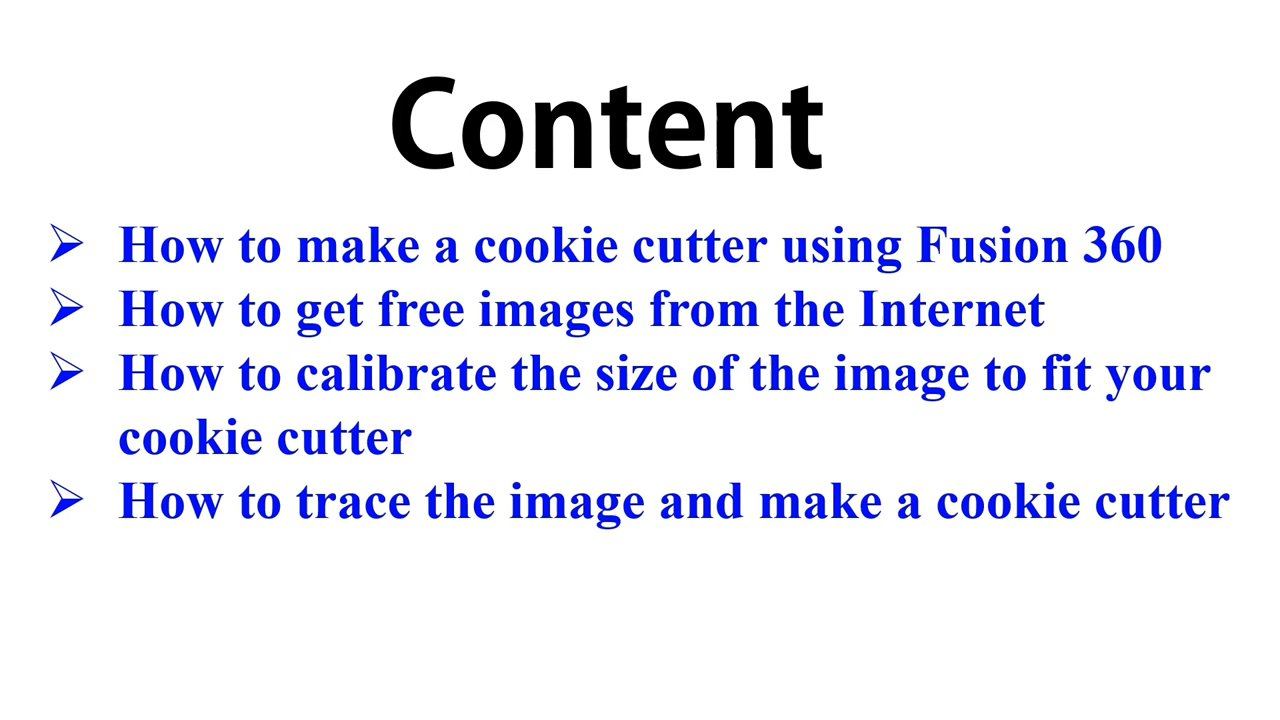 Content
➢ How to make a cookie cutter using Fusion 360
➢ How to get free images from the Internet
➢ How to calibrate the size of the image to fit your
cookie cutter
➢ How to trace the image and make a cookie cutter